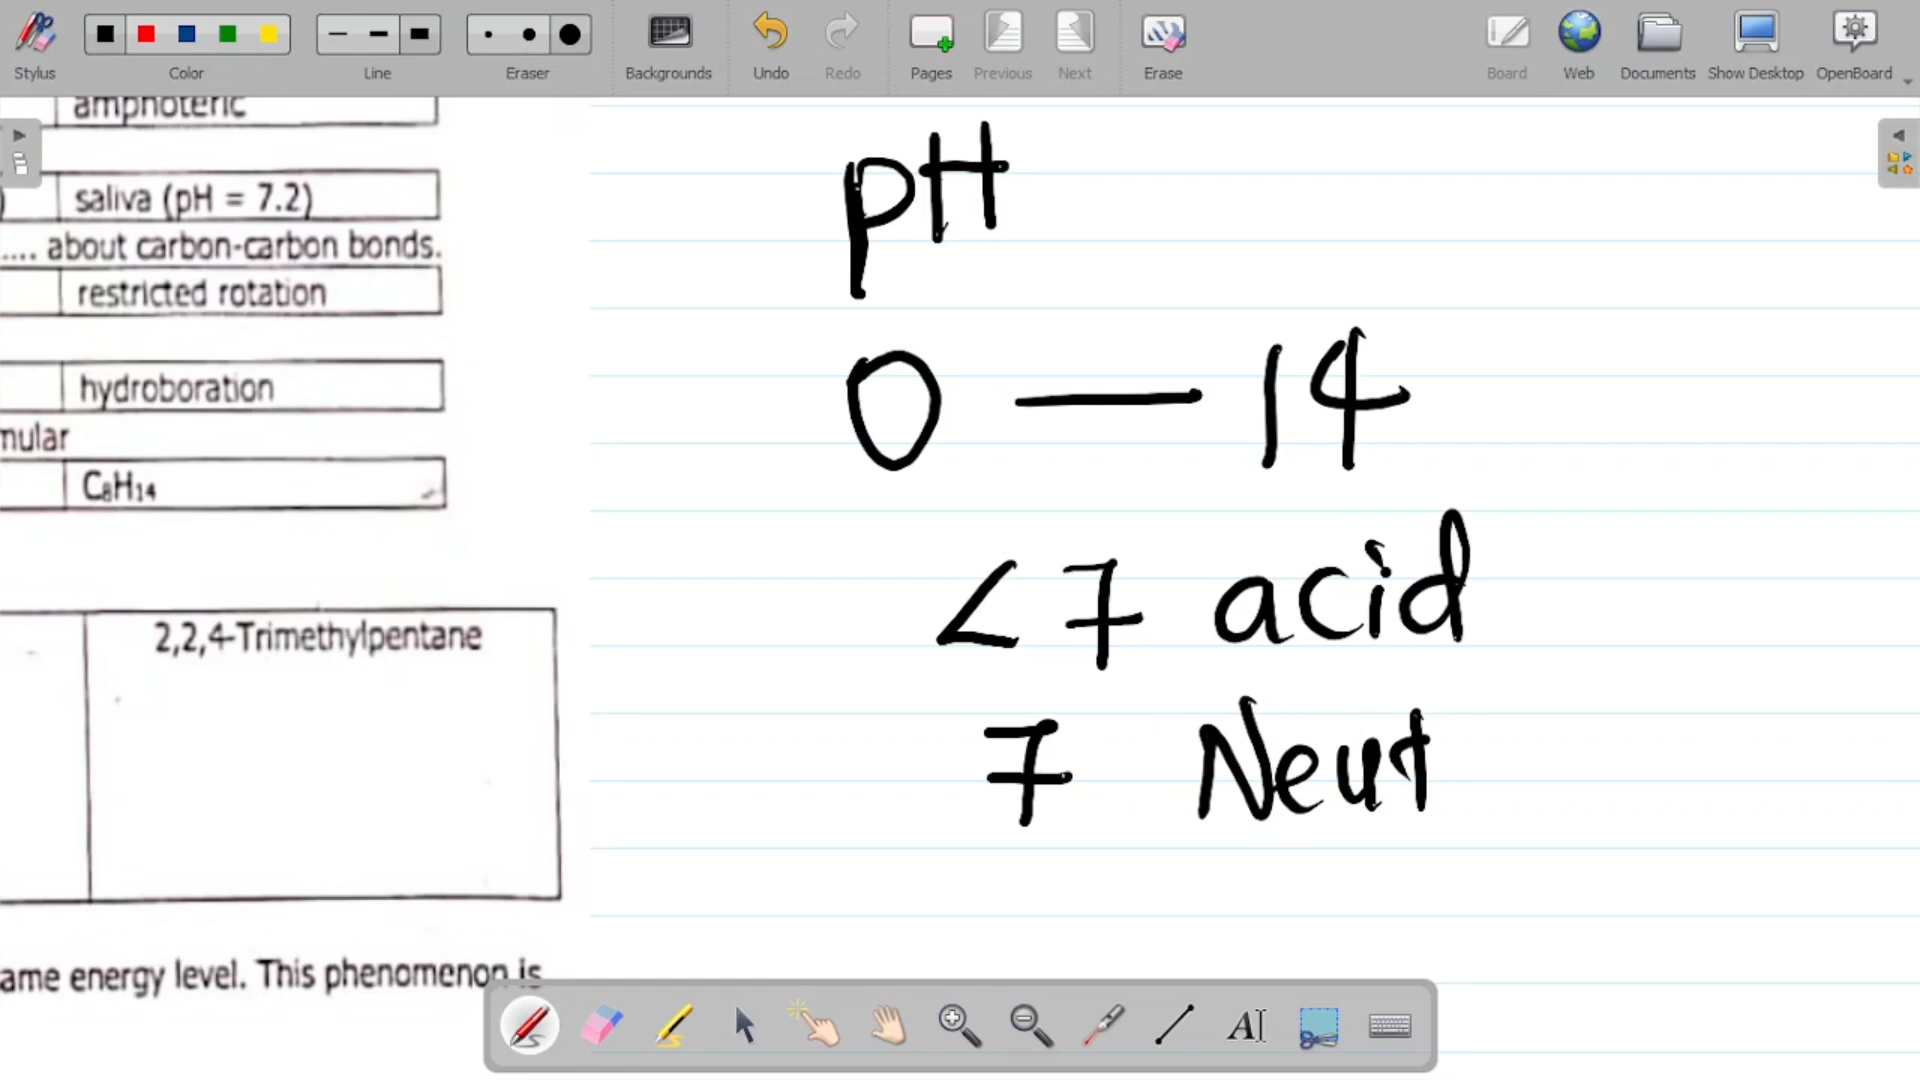 Stylus
Color
Line
Eraser
Backgrounds
Undo
Redo
Pages
Previous
Next
Erase
Board
Web
Documents
Show Desktop
OpenBoard
amphoteric
) saliva (pH = 7.2)
.... about carbon-carbon bonds.
restricted rotation
hydroboration
mular
C₈H₁₄
2,2,4-Trimethylpentane
ame energy level. This phenomenon is
pH
0 — 14
<7 acid
7 Neut